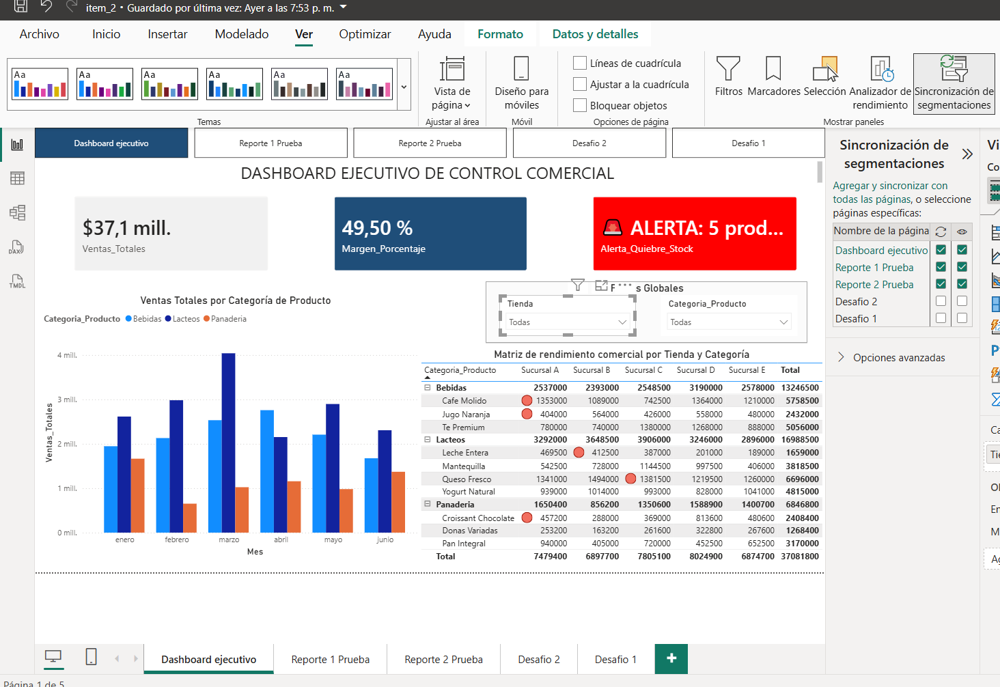 item_2 • Guardado por última vez: Ayer a las 7:53 p. m.
Archivo Inicio Insertar Modelado Ver Optimizar Ayuda Formato Datos y detalles
Aa Aa Aa Aa Aa Aa
Temas
Vista de página
Ajustar al área
Diseño para móviles
Móvil
Líneas de cuadrícula
Ajustar a la cuadrícula
Bloquear objetos
Opciones de página
Filtros Marcadores Selección Analizador de rendimiento Sincronización de segmentaciones
Mostrar paneles
DAX
TMDL
Dashboard ejecutivo Reporte 1 Prueba Reporte 2 Prueba Desafio 2 Desafio 1
DASHBOARD EJECUTIVO DE CONTROL COMERCIAL
$37,1 mill.
Ventas_Totales
49,50 %
Margen_Porcentaje
🚨 ALERTA: 5 prod...
Alerta_Quiebre_Stock
Ventas Totales por Categoría de Producto
Categoria_Producto Bebidas Lacteos Panaderia
Ventas_Totales
4 mill.
3 mill.
2 mill.
1 mill.
0 mill.
enero febrero marzo abril mayo junio
Mes
F s Globales
Tienda
Todas
Categoria_Producto
Todas
Matriz de rendimiento comercial por Tienda y Categoría
Categoria_Producto Sucursal A Sucursal B Sucursal C Sucursal D Sucursal E Total
Bebidas 2537000 2393000 2548500 3190000 2578000 13246500
Cafe Molido 1353000 1089000 742500 1364000 1210000 5758500
Jugo Naranja 404000 564000 426000 558000 480000 2432000
Te Premium 780000 740000 1380000 1268000 888000 5056000
Lacteos 3292000 3648500 3906000 3246000 2896000 16988500
Leche Entera 469500 412500 387000 201000 189000 1659000
Mantequilla 542500 728000 1144500 997500 406000 3818500
Queso Fresco 1341000 1494000 1381500 1219500 1260000 6696000
Yogurt Natural 939000 1014000 993000 828000 1041000 4815000
Panaderia 1650400 856200 1350600 1588900 1400700 6846800
Croissant Chocolate 457200 288000 369000 813600 480600 2408400
Donas Variadas 253200 163200 261600 322800 267600 1268400
Pan Integral 940000 405000 720000 452500 652500 3170000
Total 7479400 6897700 7805100 8024900 6874700 37081800
Sincronización de
segmentaciones
Agregar y sincronizar con
todas las páginas, o seleccione
páginas específicas:
Nombre de la página
Dashboard ejecutivo
Reporte 1 Prueba
Reporte 2 Prueba
Desafio 2
Desafio 1
Opciones avanzadas
Vi
Co
Ca
Tie
En
M
Dashboard ejecutivo Reporte 1 Prueba Reporte 2 Prueba Desafio 2 Desafio 1 +
Página 1 de 5